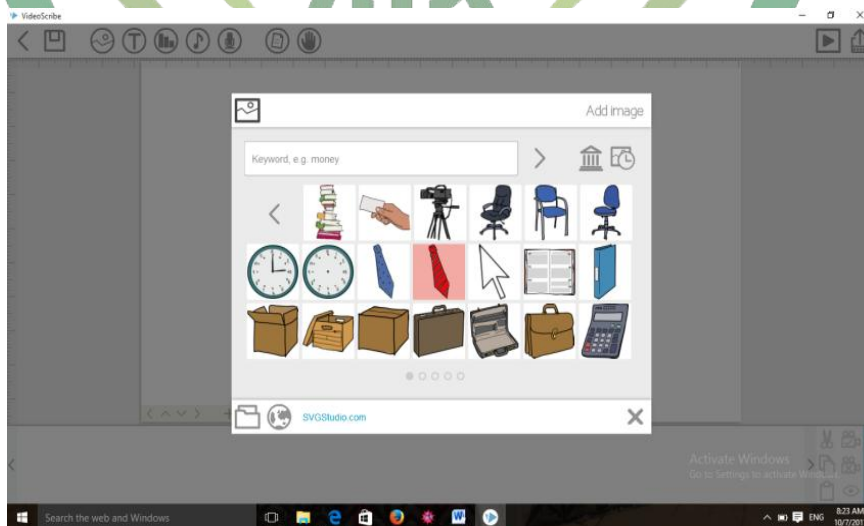 VideoScribe
Add image
Keyword, e.g. money
SVGStudio.com
Activate Windows
Go to Settings to activate Windows.
Search the web and Windows
ENG
8:23 AM